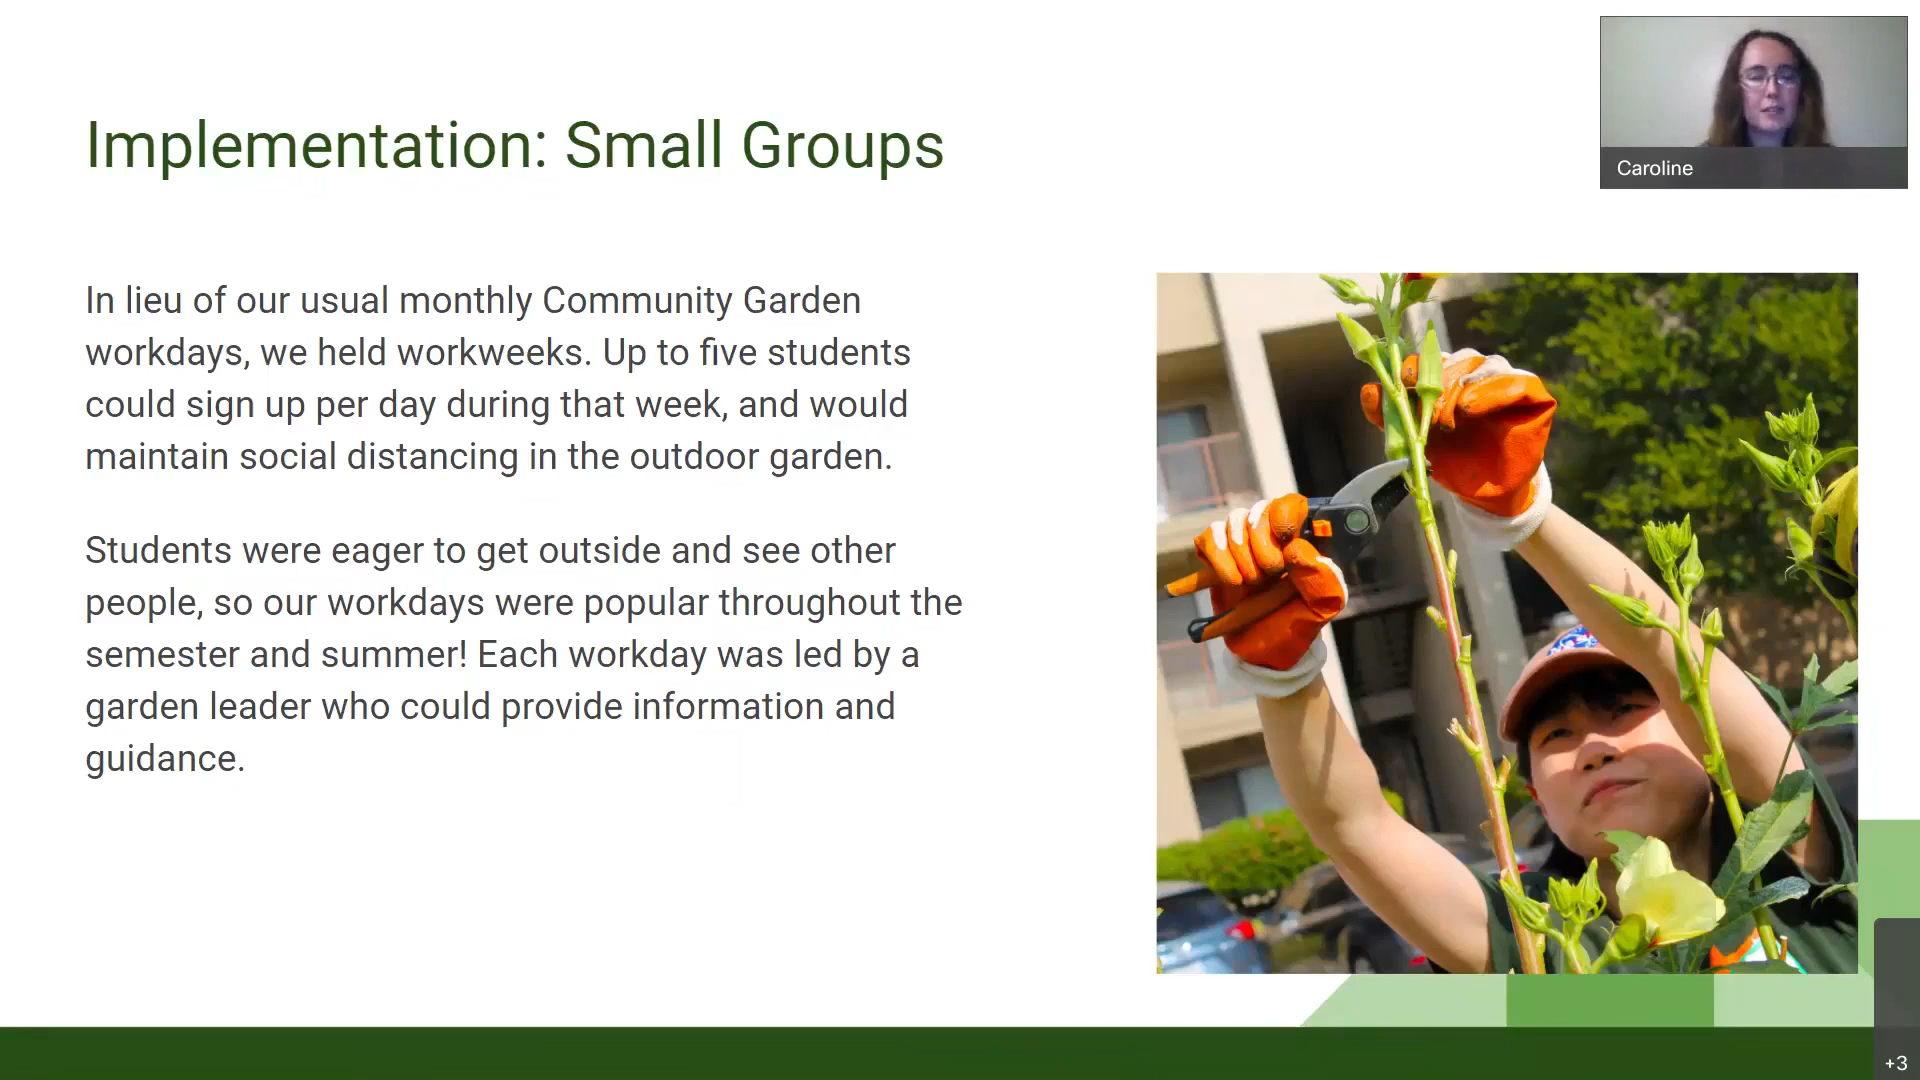 Implementation: Small Groups
Caroline
In lieu of our usual monthly Community Garden
workdays, we held workweeks. Up to five students
could sign up per day during that week, and would
maintain social distancing in the outdoor garden.
Students were eager to get outside and see other
people, so our workdays were popular throughout the
semester and summer! Each workday was led by a
garden leader who could provide information and
guidance.
+3